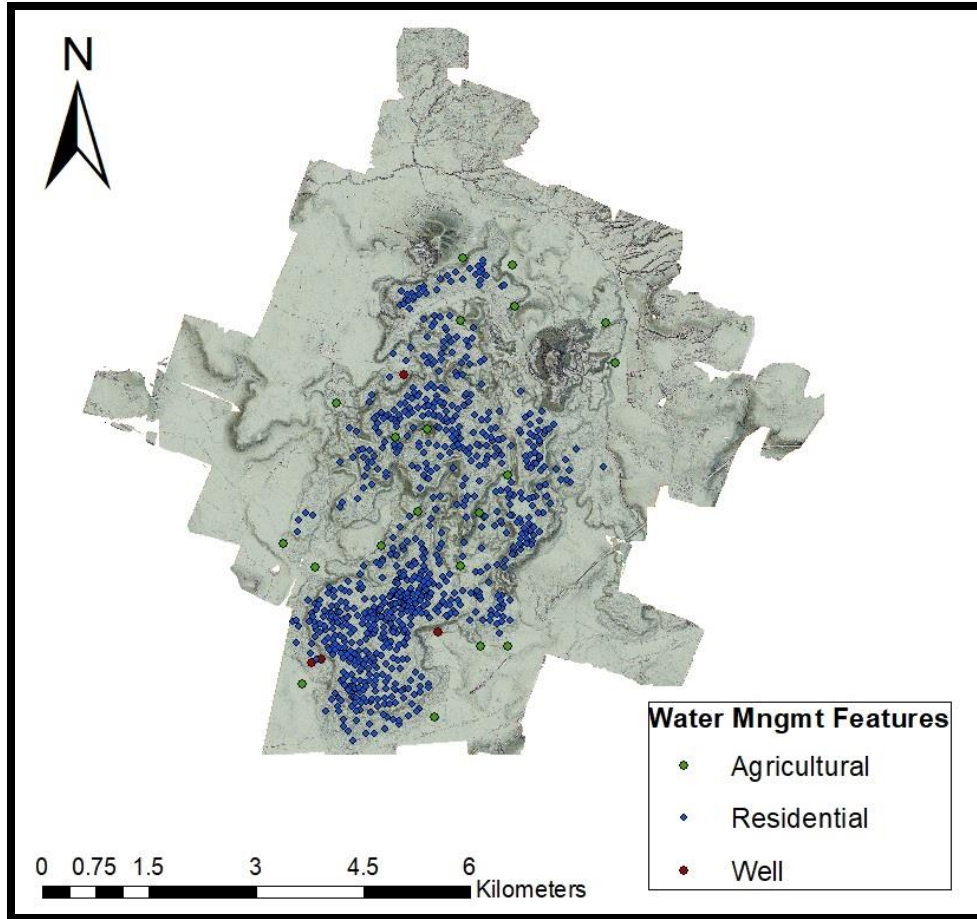 N
Water Mngmt Features
Agricultural
Residential
Well
0 0.75 1.5 3 4.5 6
Kilometers